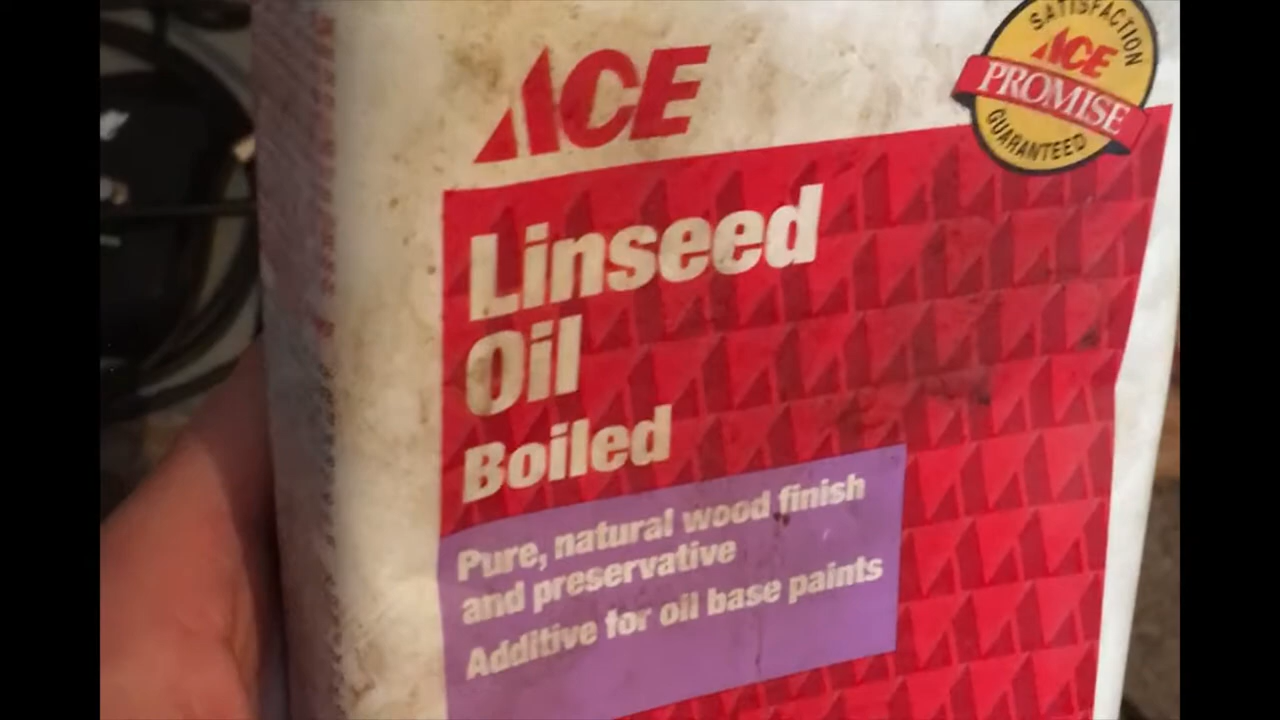 ACE
SATISFACTION
ACE
PROMISE
GUARANTEED
Linseed
Oil
Boiled
Pure, natural wood finish
and preservative
Additive for oil base paints